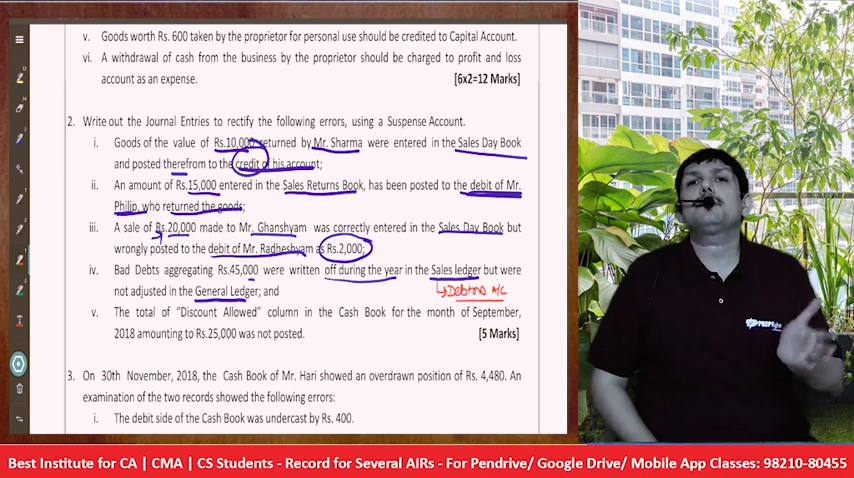 v. Goods worth Rs. 600 taken by the proprietor for personal use should be credited to Capital Account.
vi. A withdrawal of cash from the business by the proprietor should be charged to profit and loss
account as an expense. [6x2=12 Marks]
2. Write out the Journal Entries to rectify the following errors, using a Suspense Account.
i. Goods of the value of Rs.10,000 returned by Mr. Sharma were entered in the Sales Day Book
and posted therefrom to the credit of his account;
ii. An amount of Rs.15,000 entered in the Sales Returns Book, has been posted to the debit of Mr.
Philip, who returned the goods;
iii. A sale of Rs.20,000 made to Mr. Ghanshyam was correctly entered in the Sales Day Book but
wrongly posted to the debit of Mr. Radheshyam as Rs.2,000;
iv. Bad Debts aggregating Rs.45,000 were written off during the year in the Sales ledger but were
not adjusted in the General Ledger; and
Debtors A/C
v. The total of “Discount Allowed” column in the Cash Book for the month of September,
2018 amounting to Rs.25,000 was not posted. [5 Marks]
3. On 30th November, 2018, the Cash Book of Mr. Hari showed an overdrawn position of Rs. 4,480. An
examination of the two records showed the following errors:
i. The debit side of the Cash Book was undercast by Rs. 400.
Best Institute for CA | CMA | CS Students - Record for Several AIRs - For Pendrive/ Google Drive/ Mobile App Classes: 98210-80455